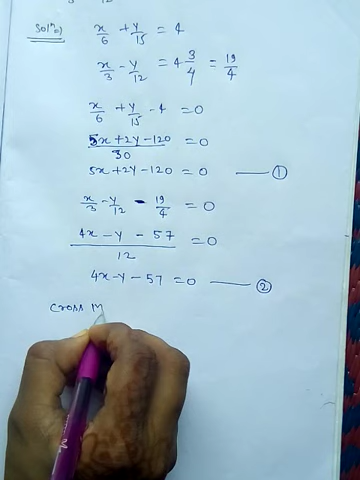 Soln)
x/6 + y/15 = 4
x/3 - y/12 = 4 3/4 = 19/4
x/6 + y/15 - 4 = 0
5x + 2y - 120 / 30 = 0
5x + 2y - 120 = 0 —— ①
x/3 - y/12 - 19/4 = 0
4x - y - 57 / 12 = 0
4x - y - 57 = 0 —— ②
Cross M